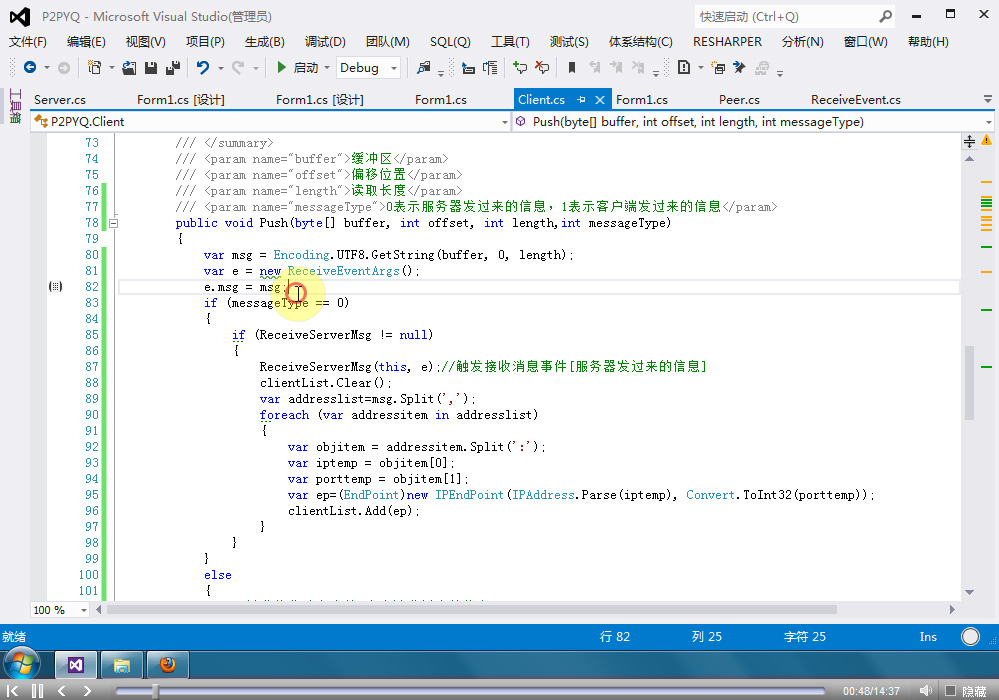 P2PYQ - Microsoft Visual Studio(管理员)
快速启动 (Ctrl+Q)
文件(F) 编辑(E) 视图(V) 项目(P) 生成(B) 调试(D) 团队(M) SQL(Q) 工具(T) 测试(S) 体系结构(C) RESHARPER 分析(N) 窗口(W) 帮助(H)
启动 Debug
工具箱
Server.cs Form1.cs [设计] Form1.cs [设计] Form1.cs Client.cs Form1.cs Peer.cs ReceiveEvent.cs
P2PYQ.Client Push(byte[] buffer, int offset, int length, int messageType)
73 /// </summary>
74 /// <param name="buffer">缓冲区</param>
75 /// <param name="offset">偏移位置</param>
76 /// <param name="length">读取长度</param>
77 /// <param name="messageType">0表示服务器发过来的信息，1表示客户端发过来的信息</param>
78 public void Push(byte[] buffer, int offset, int length,int messageType)
79 {
80 var msg = Encoding.UTF8.GetString(buffer, 0, length);
81 var e = new ReceiveEventArgs();
82 e.msg = msg;
83 if (messageType == 0)
84 {
85 if (ReceiveServerMsg != null)
86 {
87 ReceiveServerMsg(this, e);//触发接收消息事件[服务器发过来的信息]
88 clientList.Clear();
89 var addresslist=msg.Split(',');
90 foreach (var addressitem in addresslist)
91 {
92 var objitem = addressitem.Split(':');
93 var iptemp = objitem[0];
94 var porttemp = objitem[1];
95 var ep=(EndPoint)new IPEndPoint(IPAddress.Parse(iptemp), Convert.ToInt32(porttemp));
96 clientList.Add(ep);
97 }
98 }
99 }
100 else
101 {
100 %
就绪 行 82 列 25 字符 25 Ins
00:48/14:37 隐藏